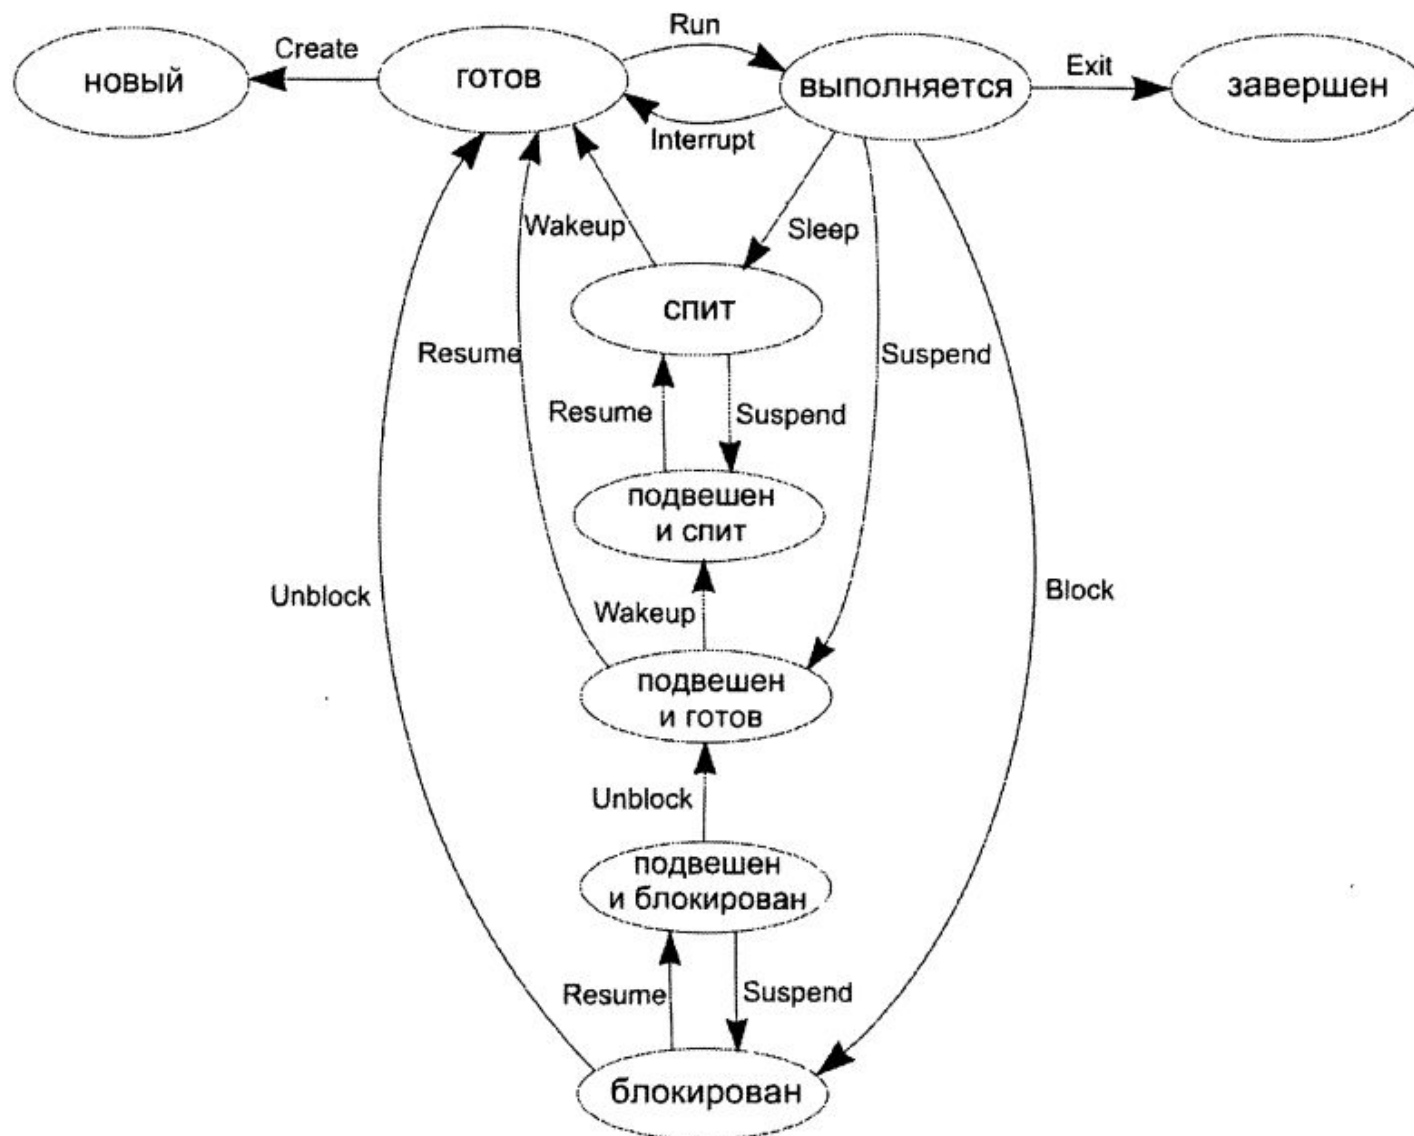 Run
Create
новый
готов
выполняется
Exit
завершен
Interrupt
Wakeup
Sleep
спит
Resume
Suspend
Resume
Suspend
подвешен
и спит
Unblock
Wakeup
Block
подвешен
и готов
Unblock
подвешен
и блокирован
Resume
Suspend
блокирован